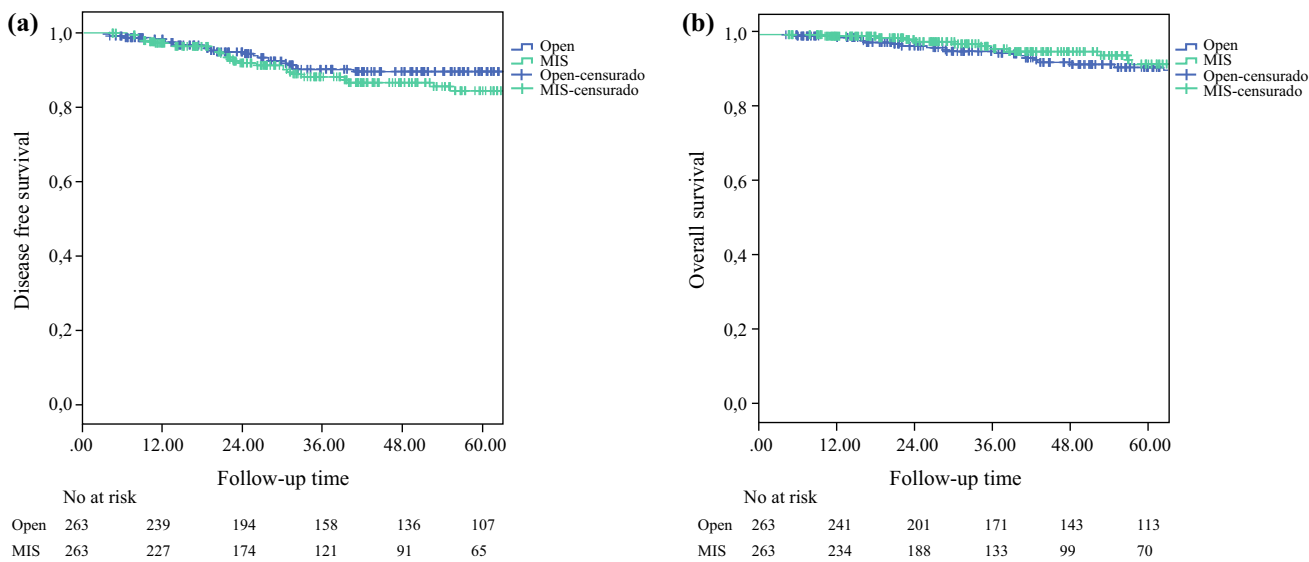 (a)
1,0
0,8
0,6
0,4
0,2
0,0
Disease free survival
.00 12.00 24.00 36.00 48.00 60.00
Follow-up time
Open
MIS
Open-censurado
MIS-censurado
No at risk
Open 263 239 194 158 136 107
MIS 263 227 174 121 91 65
(b)
1,0
0,8
0,6
0,4
0,2
0,0
Overall survival
.00 12.00 24.00 36.00 48.00 60.00
Follow-up time
Open
MIS
Open-censurado
MIS-censurado
No at risk
Open 263 241 201 171 143 113
MIS 263 234 188 133 99 70